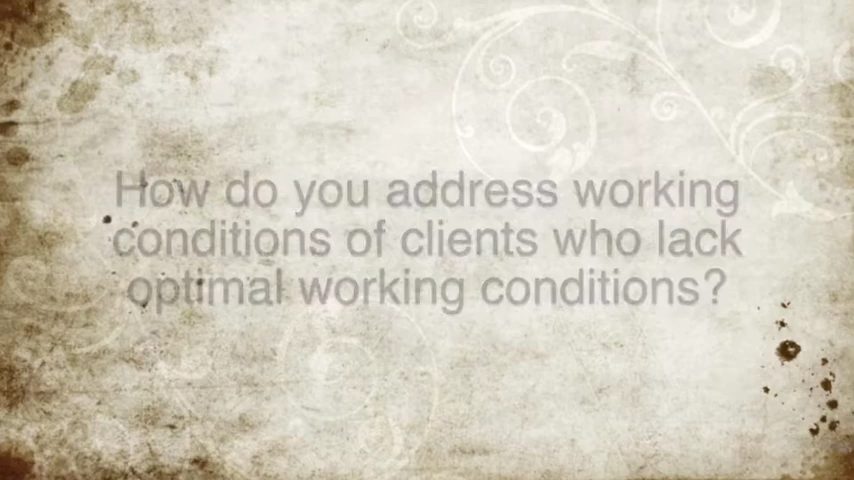 How do you address working
conditions of clients who lack
optimal working conditions?